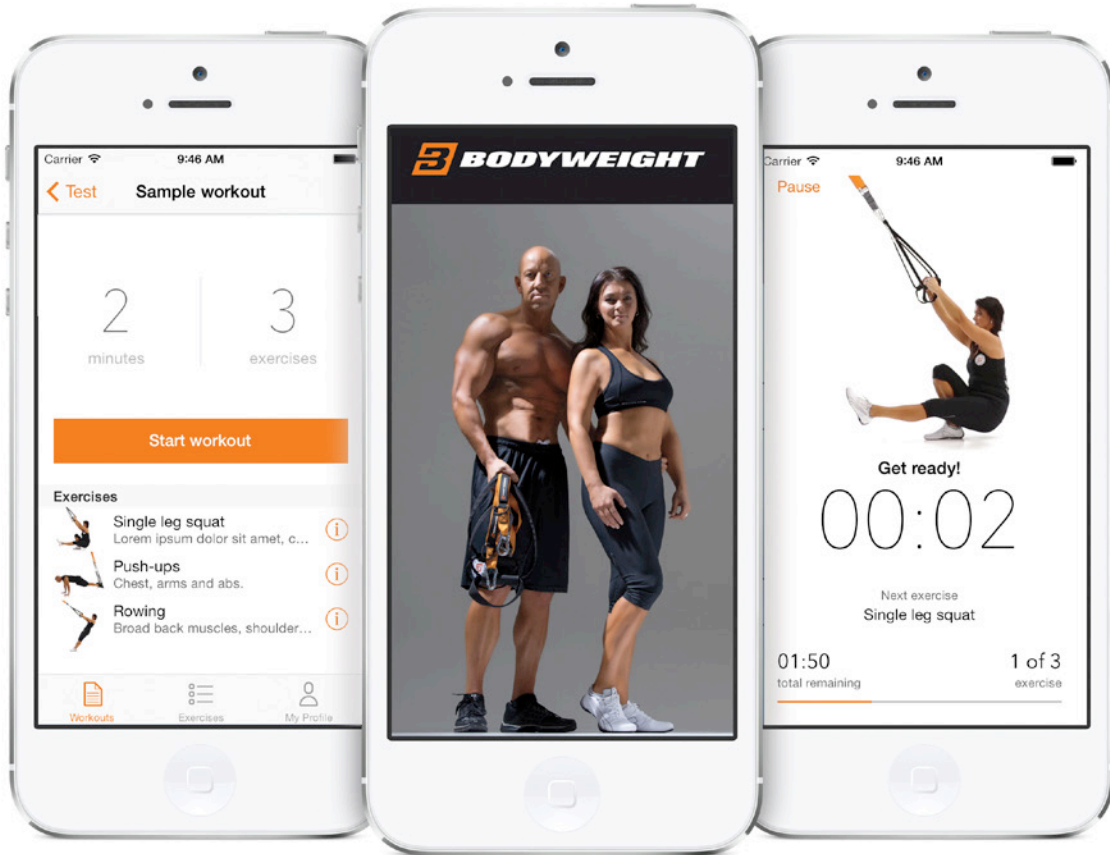 Carrier
9:46 AM
Test
Sample workout
2
minutes
3
exercises
Start workout
Exercises
Single leg squat
Lorem ipsum dolor sit amet, c...
Push-ups
Chest, arms and abs.
Rowing
Broad back muscles, shoulder...
Workouts
Exercises
My Profile
B BODYWEIGHT
Carrier
9:46 AM
Pause
Get ready!
00:02
Next exercise
Single leg squat
01:50
total remaining
1 of 3
exercise